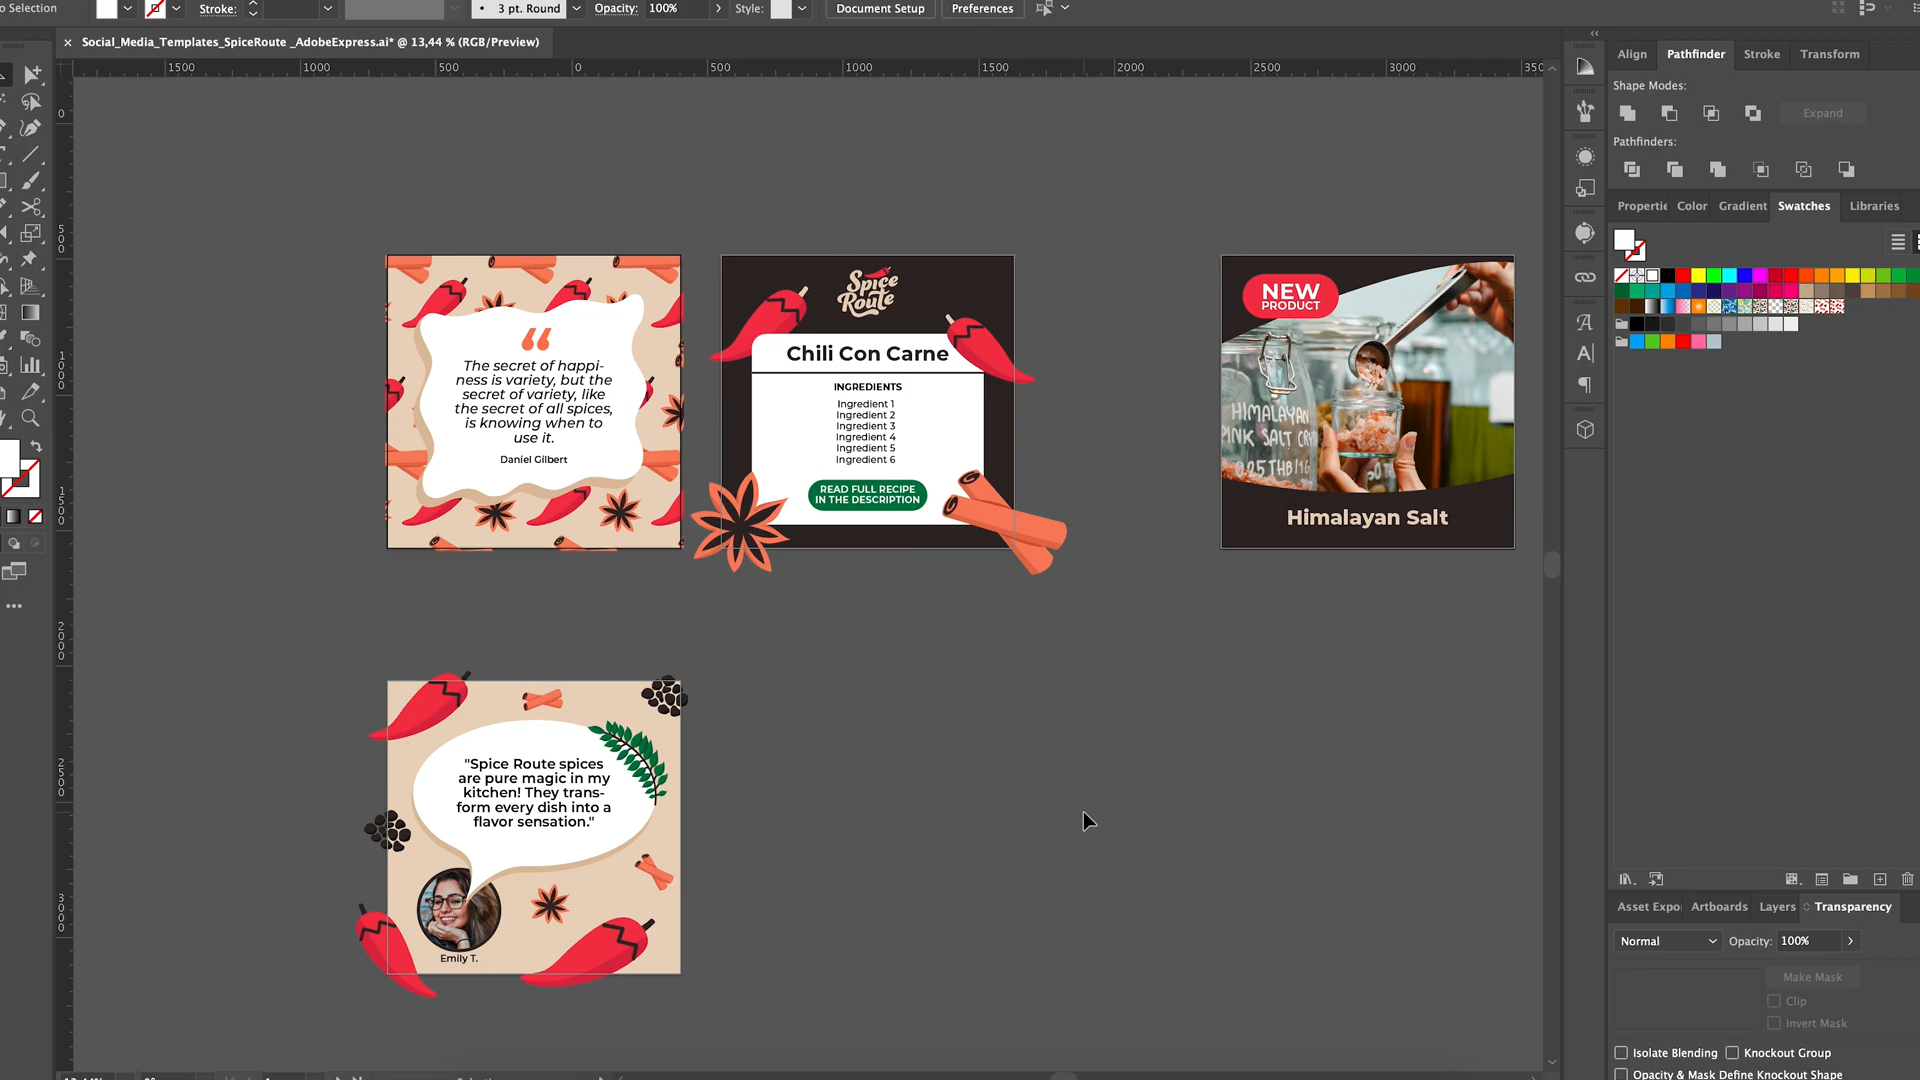 o Selection
Stroke:
3 pt. Round
Opacity:
100%
Style:
Document Setup
Preferences
× Social_Media_Templates_SpiceRoute _AdobeExpress.ai* @ 13,44 % (RGB/Preview)
1500
1000
500
0
500
1000
1500
2000
2500
3000
350
0
500
1000
1500
2000
2500
3000
The secret of happi-
ness is variety, but the
secret of variety, like
the secret of all spices,
is knowing when to
use it.
Daniel Gilbert
Spice
Route
Chili Con Carne
INGREDIENTS
Ingredient 1
Ingredient 2
Ingredient 3
Ingredient 4
Ingredient 5
Ingredient 6
READ FULL RECIPE
IN THE DESCRIPTION
NEW
PRODUCT
HIMALAYAN
PINK SALT CR
0.25THB/1G
Himalayan Salt
"Spice Route spices
are pure magic in my
kitchen! They trans-
form every dish into a
flavor sensation."
Emily T.
Align
Pathfinder
Stroke
Transform
Shape Modes:
Expand
Pathfinders:
Propertie
Color
Gradient
Swatches
Libraries
Asset Expo
Artboards
Layers
Transparency
Normal
Opacity:
100%
Make Mask
Clip
Invert Mask
Isolate Blending
Knockout Group
Opacity & Mask Define Knockout Shape